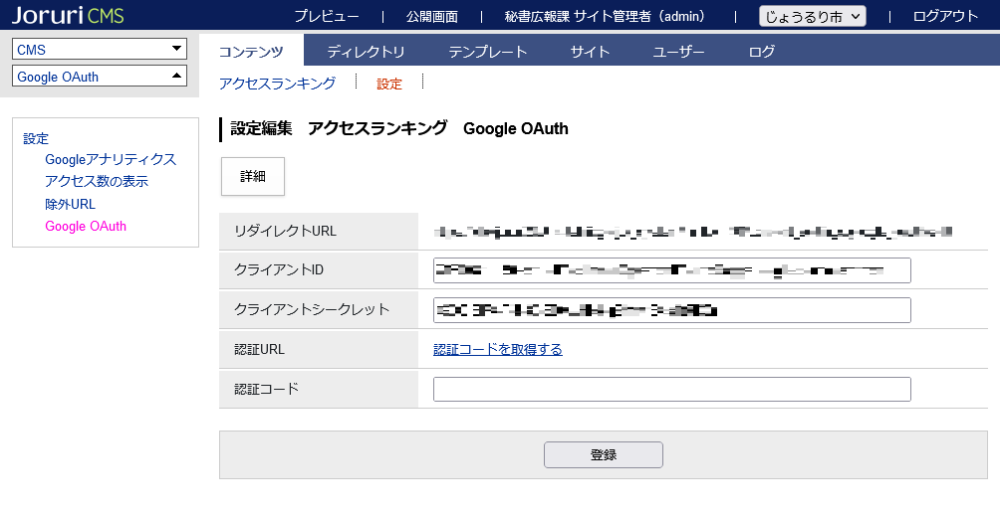 Joruri CMS プレビュー | 公開画面 | 秘書広報課 サイト管理者（admin） | じょうるり市 | ログアウト
CMS
Google OAuth
コンテンツ ディレクトリ テンプレート サイト ユーザー ログ
アクセスランキング 設定
設定
Googleアナリティクス
アクセス数の表示
除外URL
Google OAuth
設定編集 アクセスランキング Google OAuth
詳細
リダイレクトURL
クライアントID
クライアントシークレット
認証URL 認証コードを取得する
認証コード
登録